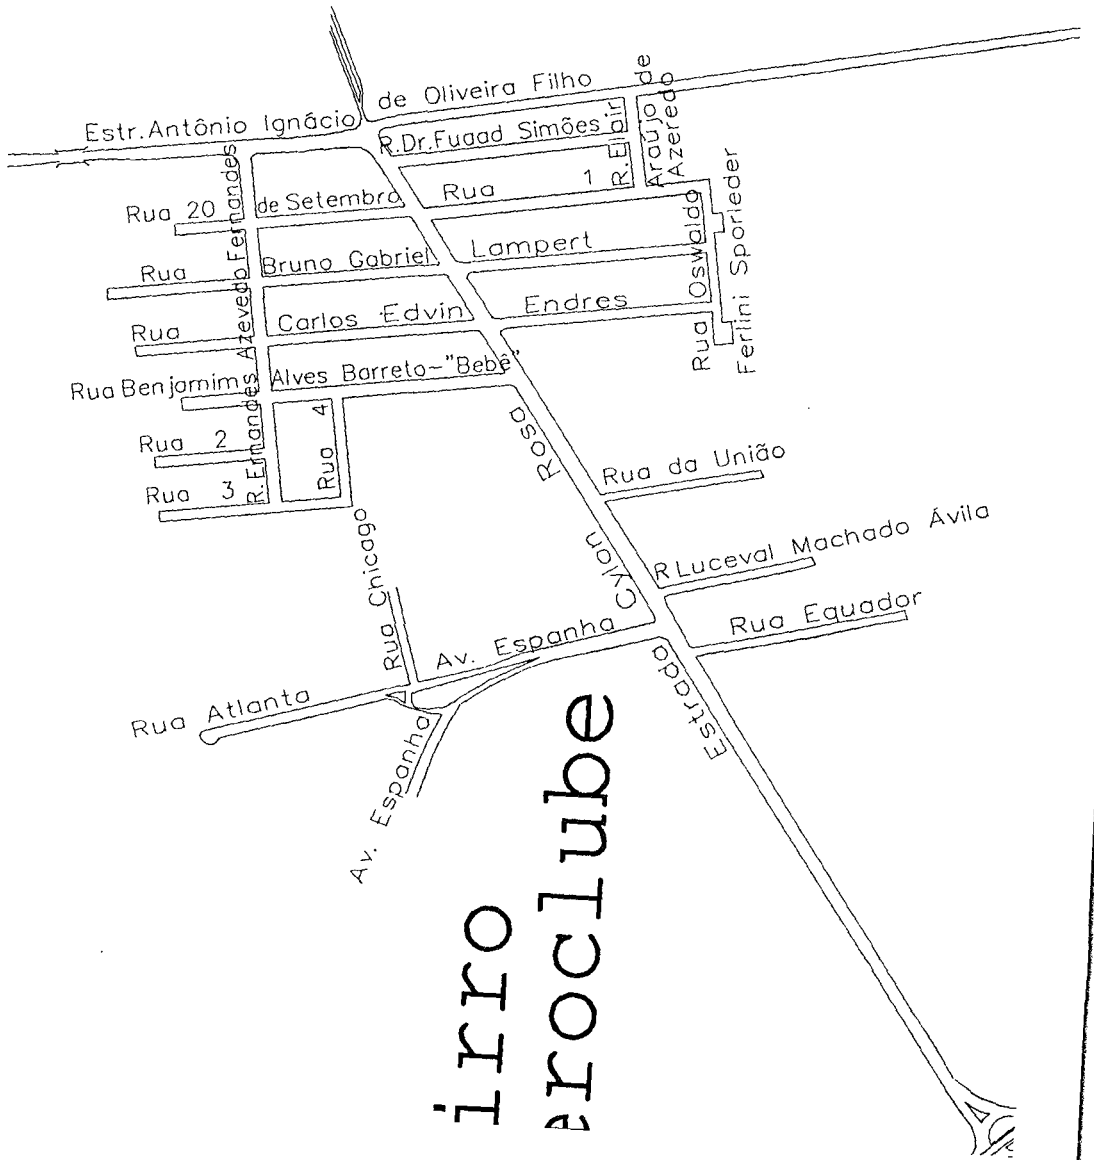 Estr. Antônio Ignácio de Oliveira Filho
R. Dr. Fuaad Simões
R. Eloir Araújo de Azeredo
Rua 1
Rua 20 de Setembro
Rua Bruno Gabriel Lampert
Rua Carlos Edvin Endres
Rua Oswaldo Ferlini Sporleder
Rua Benjamim Alves Barreto-"Bebê"
R. Ernandes Azevedo Fernandes
Rua 2
Rua 4
Rua 3
Estrada Cylon Rosa
Rua da União
R Luceval Machado Ávila
Rua Equador
Rua Chicago
Av. Espanha
Rua Atlanta
Av. Espanha
irro
eroclube